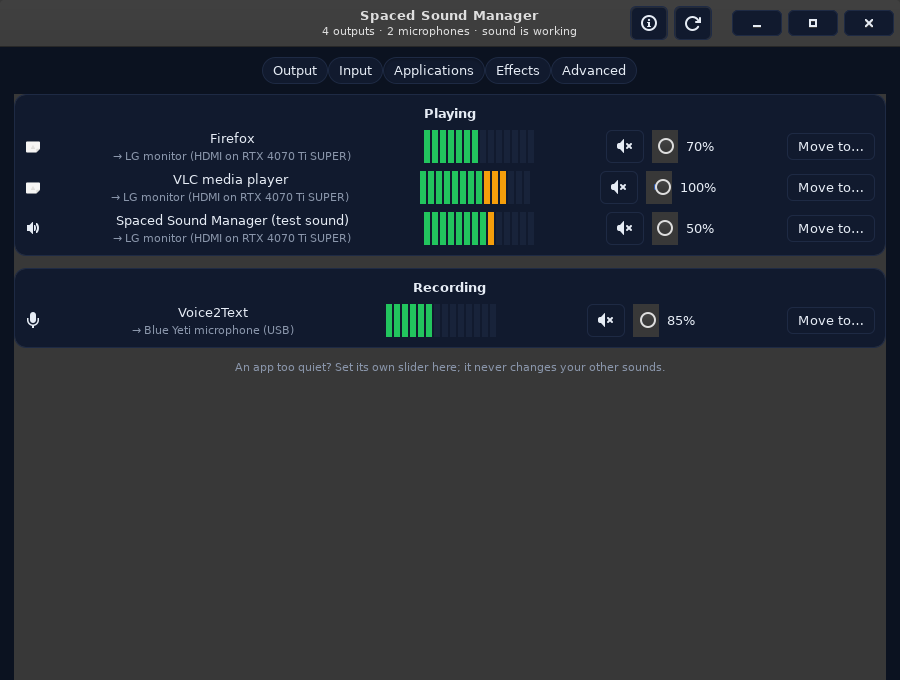 Spaced Sound Manager
4 outputs · 2 microphones · sound is working
Output Input Applications Effects Advanced
Playing
Firefox
→ LG monitor (HDMI on RTX 4070 Ti SUPER)
70% Move to...
VLC media player
→ LG monitor (HDMI on RTX 4070 Ti SUPER)
100% Move to...
Spaced Sound Manager (test sound)
→ LG monitor (HDMI on RTX 4070 Ti SUPER)
50% Move to...
Recording
Voice2Text
→ Blue Yeti microphone (USB)
85% Move to...
An app too quiet? Set its own slider here; it never changes your other sounds.